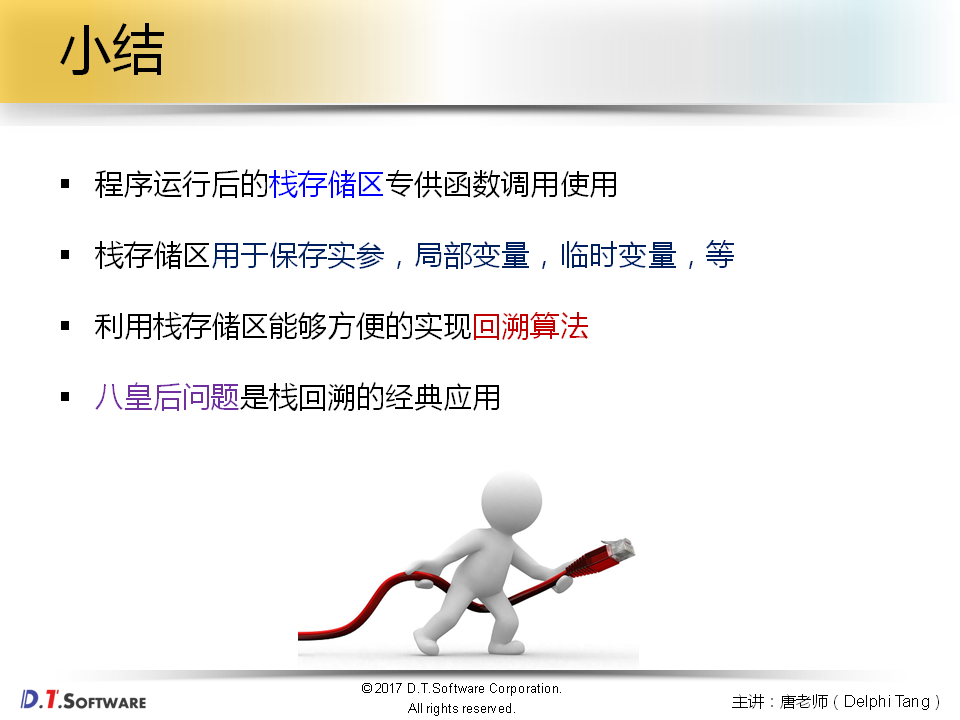 小结
程序运行后的栈存储区专供函数调用使用
栈存储区用于保存实参，局部变量，临时变量，等
利用栈存储区能够方便的实现回溯算法
八皇后问题是栈回溯的经典应用
D.T.SOFTWARE
©2017 D.T.Software Corporation.
All rights reserved.
主讲：唐老师（Delphi Tang）